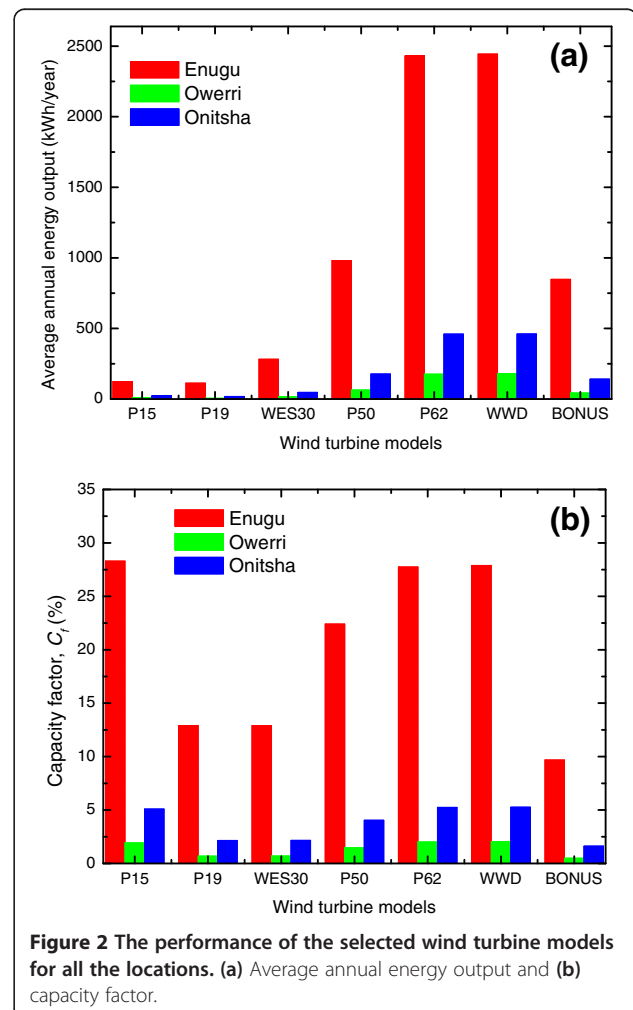 (a)
Enugu
Owerri
Onitsha
Average annual energy output (kWh/year)
2500
2000
1500
1000
500
0
P15 P19 WES30 P50 P62 WWD BONUS
Wind turbine models
(b)
Enugu
Owerri
Onitsha
Capacity factor, Cf (%)
35
30
25
20
15
10
5
0
P15 P19 WES30 P50 P62 WWD BONUS
Wind turbine models
Figure 2 The performance of the selected wind turbine models
for all the locations. (a) Average annual energy output and (b)
capacity factor.